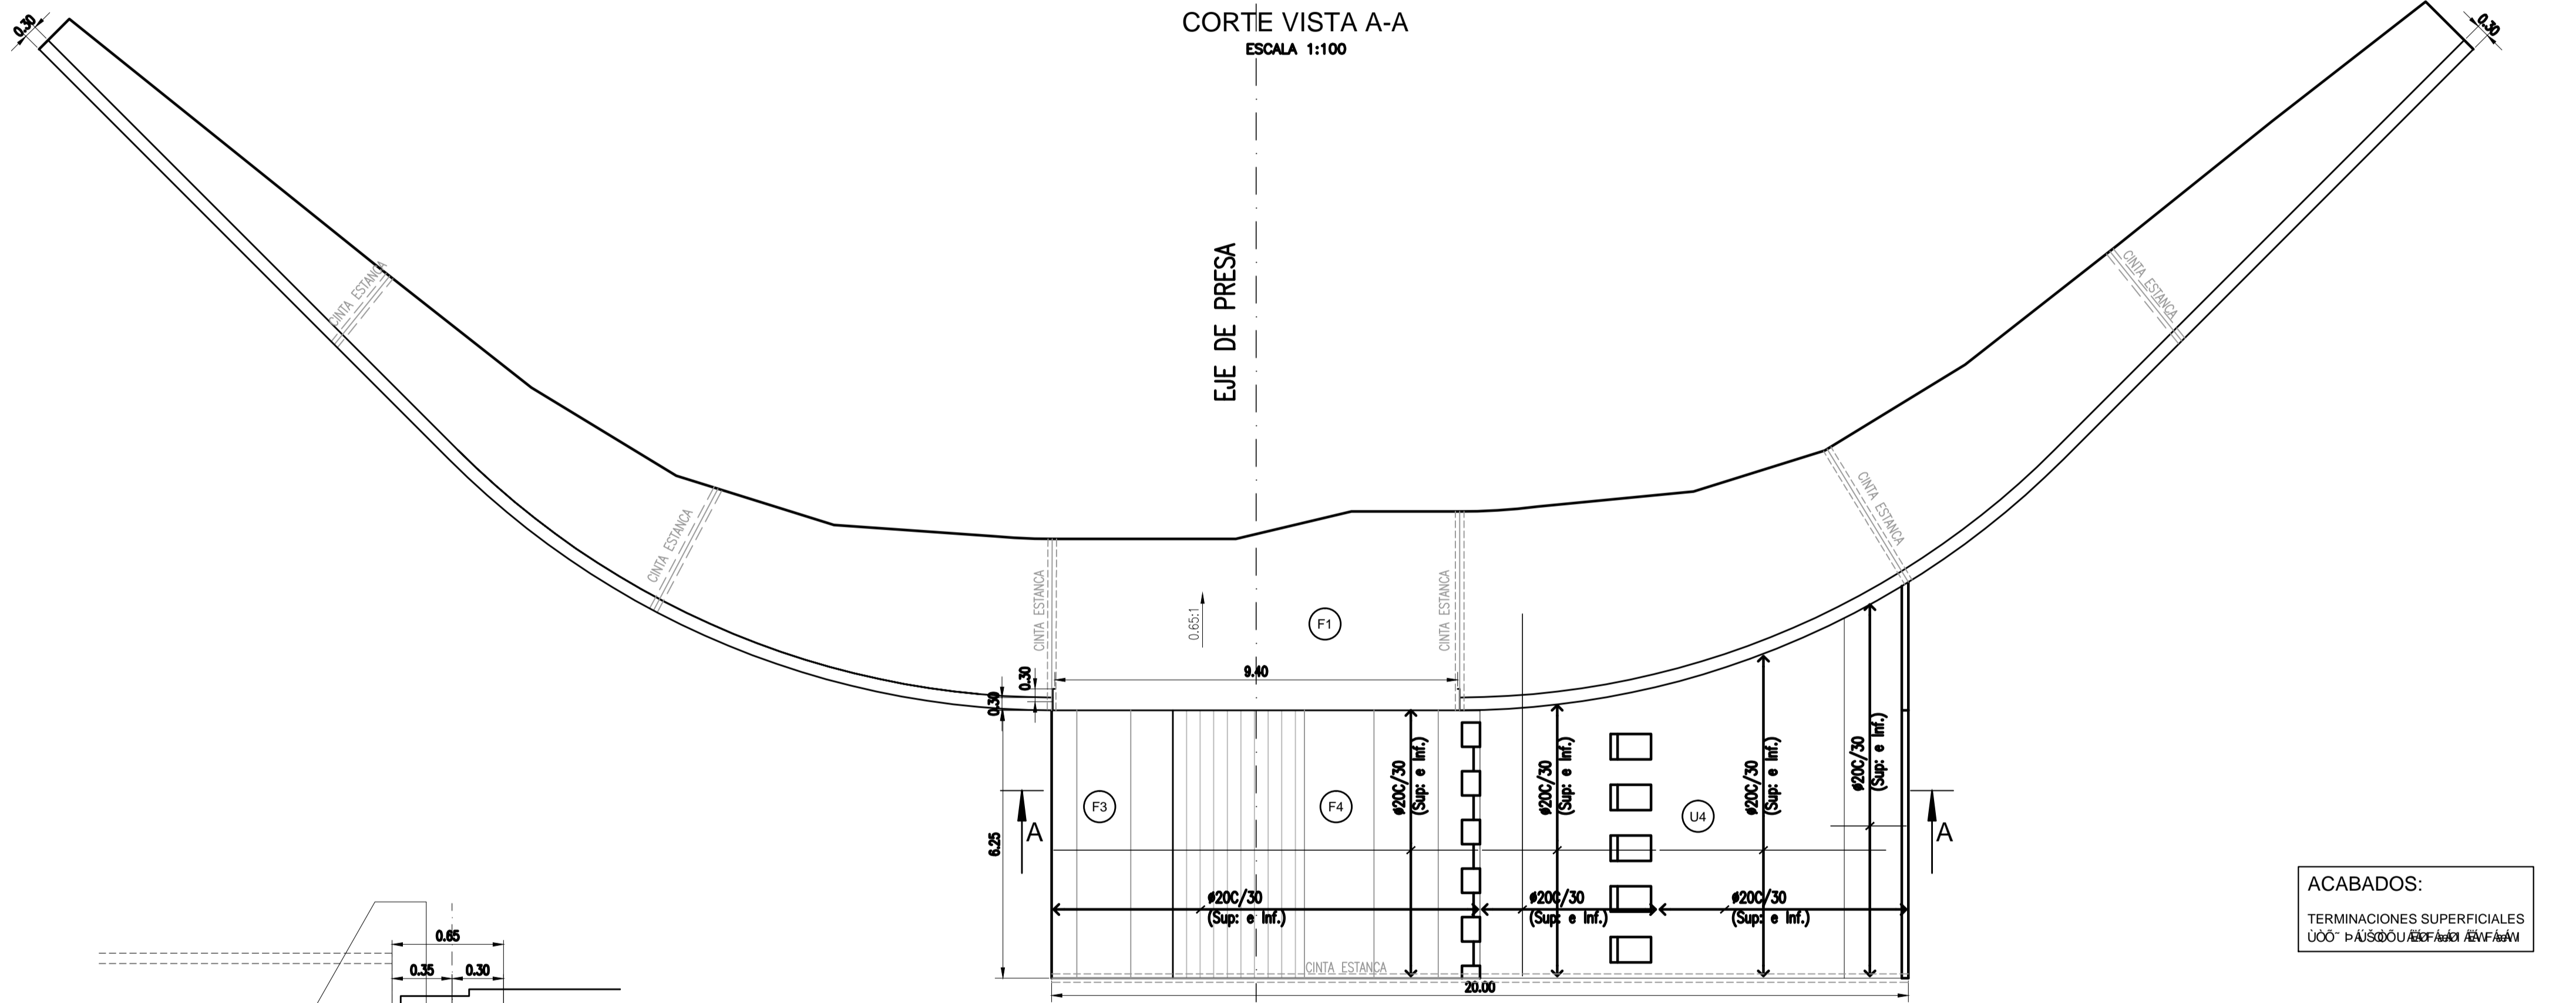 CORTE VISTA A-A
ESCALA 1:100
0.30
0.30
EJE DE PRESA
CINTA ESTANCA
CINTA ESTANCA
CINTA ESTANCA
CINTA ESTANCA
CINTA ESTANCA
CINTA ESTANCA
0.65:1
F1
9.40
0.30
0.30
6.25
A
F3
F4
ø20C/30
(Sup: e Inf.)
ø20C/30
(Sup: e Inf.)
ø20C/30
(Sup: e Inf.)
ø20C/30
(Sup: e Inf.)
U4
A
ø20C/30
(Sup: e Inf.)
ø20C/30
(Sup: e Inf.)
ø20C/30
(Sup: e Inf.)
CINTA ESTANCA
20.00
0.65
0.35
0.30
ACABADOS:
TERMINACIONES SUPERFICIALES